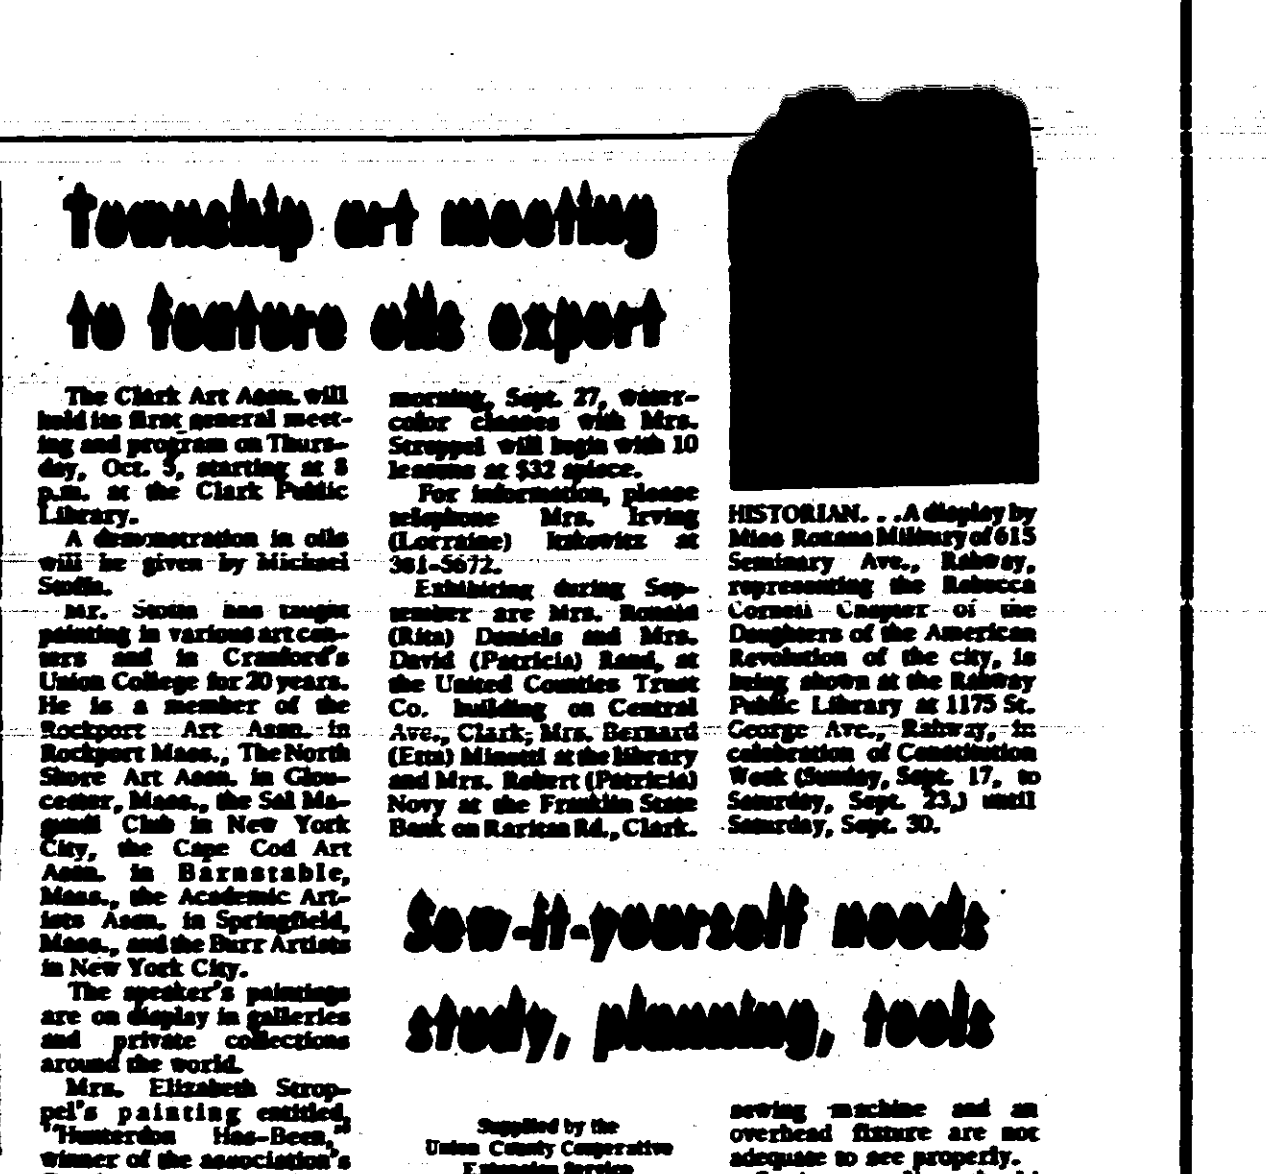 Township art meeting
to feature oils expert
The Clark Art Assn. will
hold its first general meet-
ing and program on Thurs-
day, Oct. 5, starting at 8
p.m. at the Clark Public
Library.
A demonstration in oils
will be given by Michael
Mr. has taught
painting in various art cen-
ters and in Cranford's
Union College for 20 years.
He is a member of the
Rockport Art Assn. in
Rockport Mass., The North
Shore Art Assn. in Glou-
cester, Mass., the Sal Ma-
gundi Club in New York
City, the Cape Cod Art
Assn. in Barnstable,
Mass., the Academic Art-
ists Assn. in Springfield,
Mass., and the Burr Artists
in New York City.
The speaker's paintings
are on display in galleries
and private collections
around the world.
Mrs. Elizabeth Strop-
pel's painting entitled,
"Hunterdon Has-Been,"
winner of the association's
morning, Sept. 27, water-
color classes with Mrs.
Stroppel will begin with 10
lessons at $32 apiece.
For information, please
telephone Mrs. Irving
(Lorraine) at
381-5672.
Exhibiting during Sep-
tember are Mrs. Ronald
(Rita) Daniels and Mrs.
David (Patricia) Rand, at
the United Counties Trust
Co. building on Central
Ave., Clark; Mrs. Bernard
(Etta) Minetti at the library
and Mrs. Robert (Patricia)
Novy at the Franklin State
Bank on Raritan Rd., Clark.
HISTORIAN. . .A display by
Miss Roxana of 615
Seminary Ave., Rahway,
representing the Rebecca
Cornell Chapter of the
Daughters of the American
Revolution of the city, is
being shown at the Rahway
Public Library at 1175 St.
George Ave., Rahway, in
celebration of Constitution
Week (Sunday, Sept. 17, to
Saturday, Sept. 23,) until
Saturday, Sept. 30.
Sew-it-yourself needs
study, planning, tools
Supplied by the
Union County Cooperative
Extension Service
sewing machine and an
overhead fixture are not
adequate to see properly.